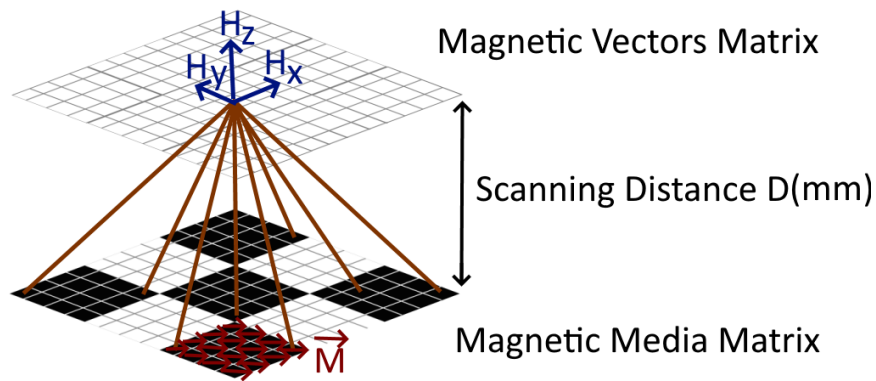 Hz
Hy
Hx
Magnetic Vectors Matrix
Scanning Distance D(mm)
M
Magnetic Media Matrix